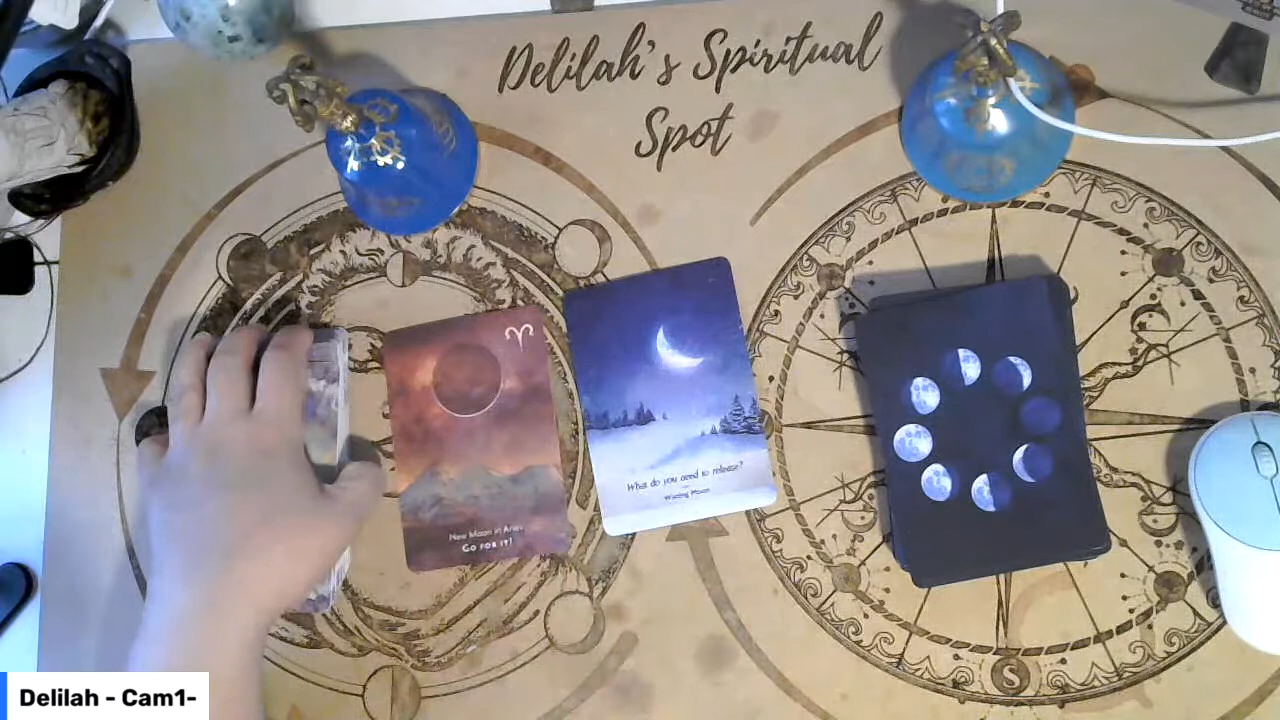 Delilah's Spiritual
Spot
What do you need to release?
Waning Moon
New Moon in Aries
GO FOR IT!
S
Delilah - Cam1-